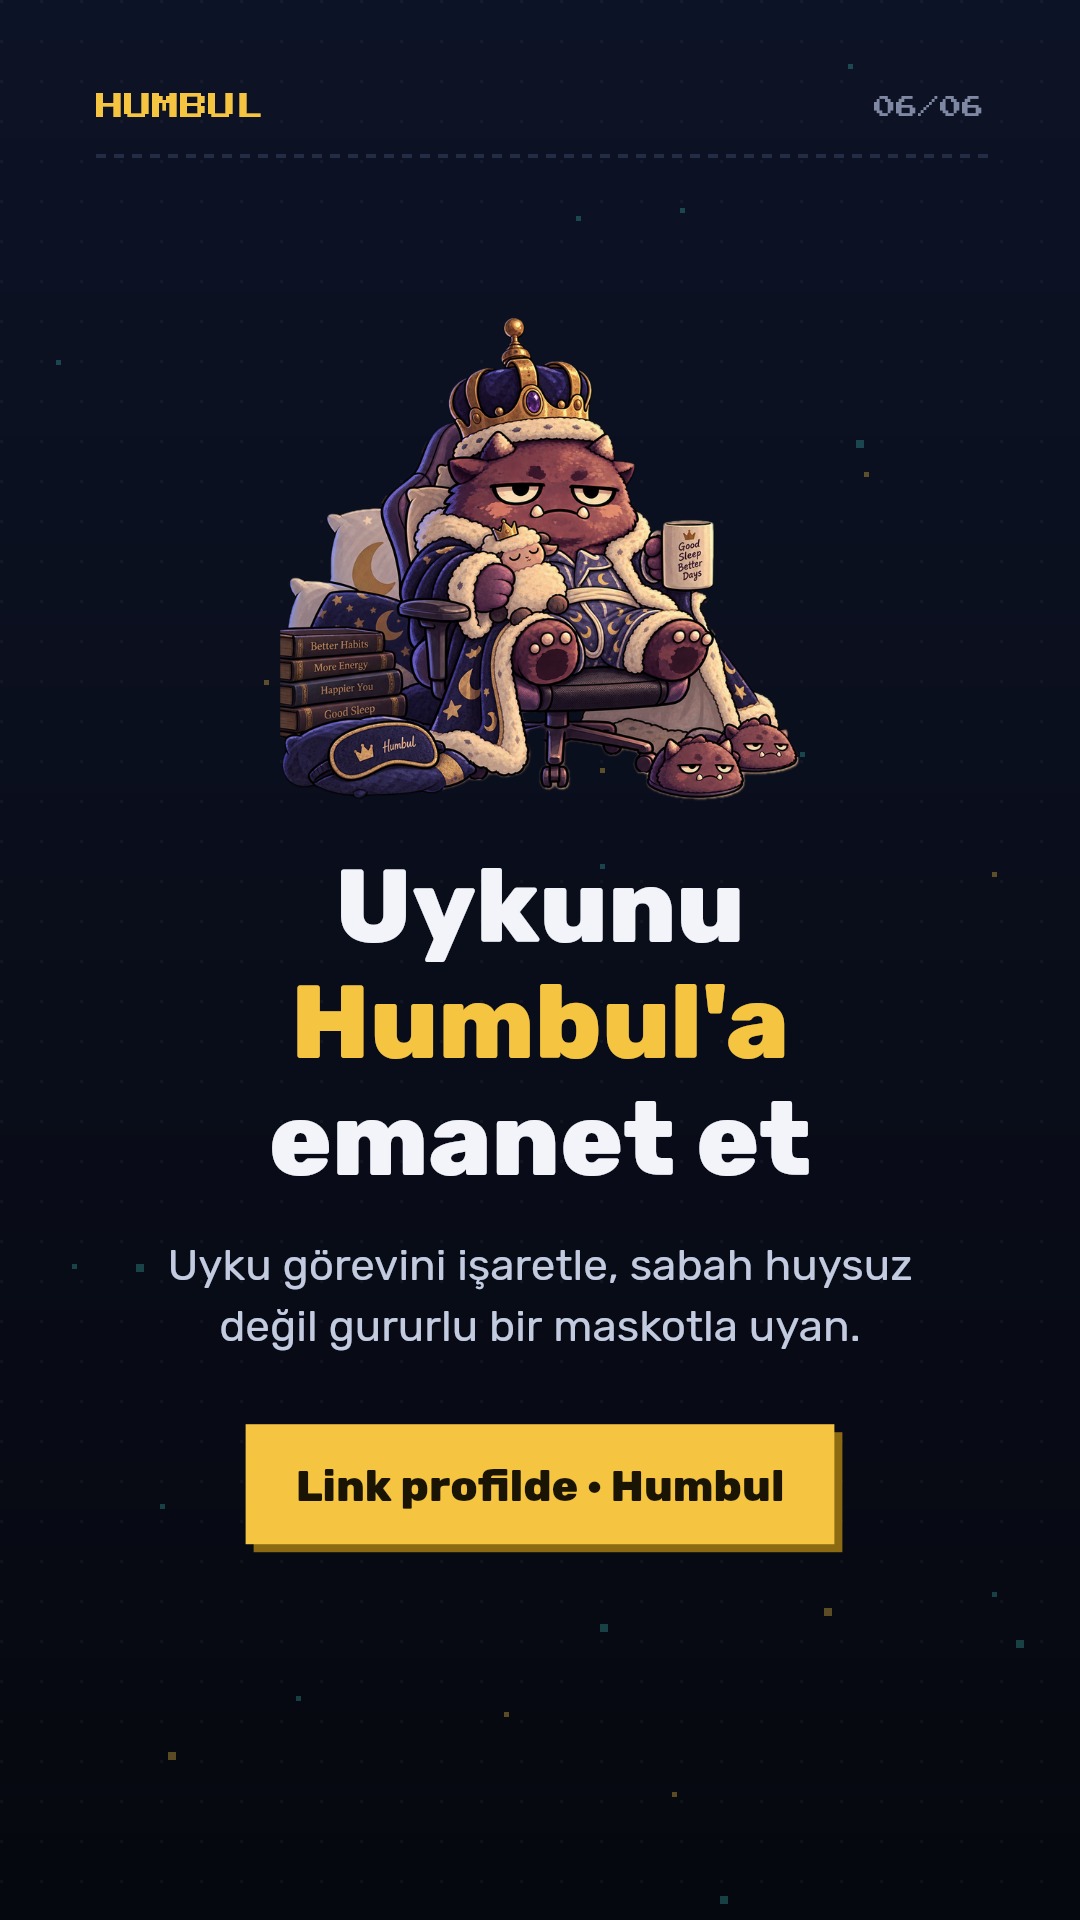 HUMBUL
06/06
Good
Sleep
Better
Days
Better Habits
More Energy
Happier You
Good Sleep
Humbul
Uykunu
Humbul'a
emanet et
Uyku görevini işaretle, sabah huysuz
değil gururlu bir maskotla uyan.
Link profilde • Humbul